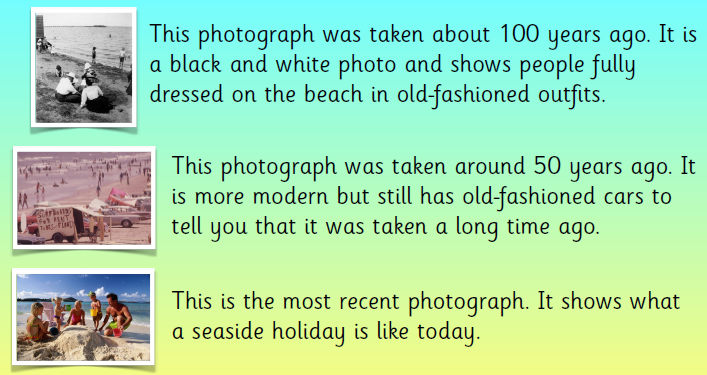 This photograph was taken about 100 years ago. It is
a black and white photo and shows people fully
dressed on the beach in old-fashioned outfits.
This photograph was taken around 50 years ago. It
is more modern but still has old-fashioned cars to
tell you that it was taken a long time ago.
SURFBOARDS
FOR RENT
This is the most recent photograph. It shows what
a seaside holiday is like today.